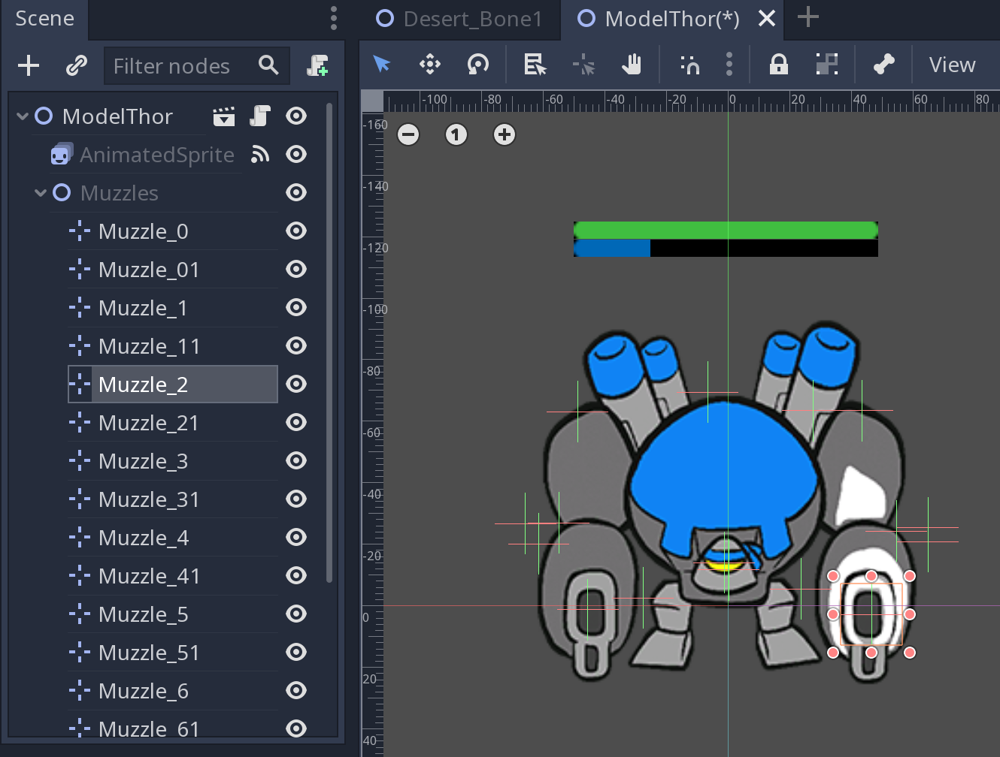 Scene
Desert_Bone1
ModelThor(*)
Filter nodes
View
-100 -80 -60 -40 -20 0 20 40 60 80
ModelThor
AnimatedSprite
Muzzles
Muzzle_0
Muzzle_01
Muzzle_1
Muzzle_11
Muzzle_2
Muzzle_21
Muzzle_3
Muzzle_31
Muzzle_4
Muzzle_41
Muzzle_5
Muzzle_51
Muzzle_6
Muzzle_61
1
-160
-140
-120
-100
-80
-60
-40
-20
0
20
40